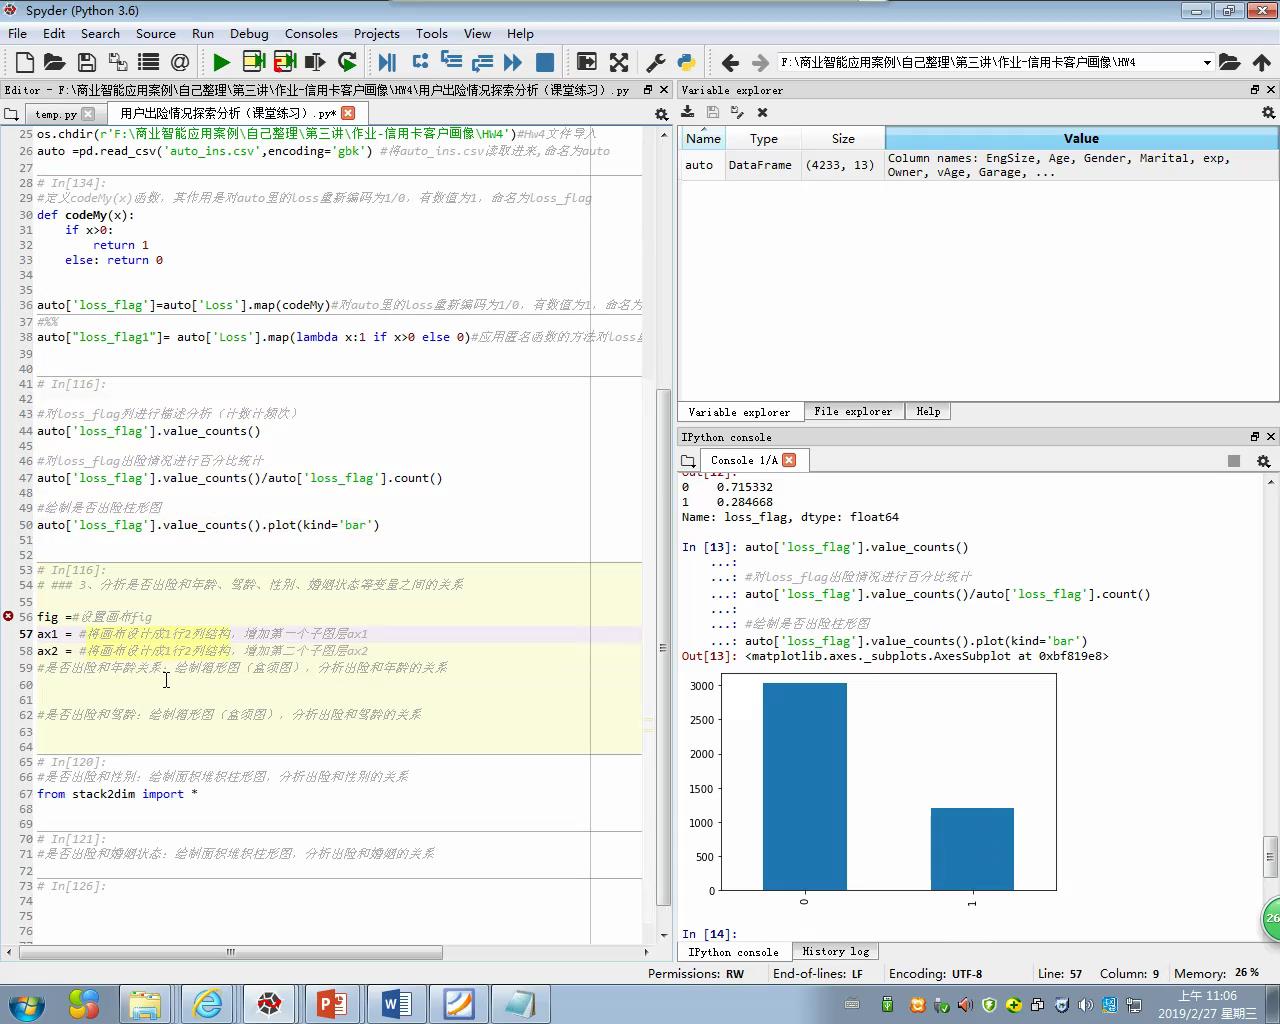 Spyder (Python 3.6)
File Edit Search Source Run Debug Consoles Projects Tools View Help
F:\商业智能应用案例\自己整理\第三讲\作业-信用卡客户画像\HW4
Editor - F:\商业智能应用案例\自己整理\第三讲\作业-信用卡客户画像\HW4\用户出险情况探索分析（课堂练习）.py
temp.py 用户出险情况探索分析（课堂练习）.py*
25 os.chdir(r'F:\商业智能应用案例\自己整理\第三讲\作业-信用卡客户画像\HW4')#Hw4文件导入
26 auto =pd.read_csv('auto_ins.csv',encoding='gbk') #将auto_ins.csv读取进来,命名为auto
27
28 # In[134]:
29 #定义codeMy(x)函数，其作用是对auto里的loss重新编码为1/0，有数值为1，命名为loss_flag
30 def codeMy(x):
31 if x>0:
32 return 1
33 else: return 0
34
35
36 auto['loss_flag']=auto['Loss'].map(codeMy)#对auto里的loss重新编码为1/0，有数值为1，命名为
37 #%%
38 auto["loss_flag1"]= auto['Loss'].map(lambda x:1 if x>0 else 0)#应用匿名函数的方法对loss
39
40
41 # In[116]:
42
43 #对loss_flag列进行描述分析（计数计频次）
44 auto['loss_flag'].value_counts()
45
46 #对loss_flag出险情况进行百分比统计
47 auto['loss_flag'].value_counts()/auto['loss_flag'].count()
48
49 #绘制是否出险柱形图
50 auto['loss_flag'].value_counts().plot(kind='bar')
51
52
53 # In[116]:
54 # ### 3、分析是否出险和年龄、驾龄、性别、婚姻状态等变量之间的关系
55
56 fig =#设置画布fig
57 ax1 = #将画布设计成1行2列结构，增加第一个子图层ax1
58 ax2 = #将画布设计成1行2列结构，增加第二个子图层ax2
59 #是否出险和年龄关系：绘制箱形图（盒须图），分析出险和年龄的关系
60
61
62 #是否出险和驾龄：绘制箱形图（盒须图），分析出险和驾龄的关系
63
64
65 # In[120]:
66 #是否出险和性别：绘制面积堆积柱形图，分析出险和性别的关系
67 from stack2dim import *
68
69
70 # In[121]:
71 #是否出险和婚姻状态：绘制面积堆积柱形图，分析出险和婚姻的关系
72
73 # In[126]:
74
75
76
Variable explorer
Name Type Size Value
auto DataFrame (4233, 13) Column names: EngSize, Age, Gender, Marital, exp,
Owner, vAge, Garage, ...
Variable explorer File explorer Help
IPython console
Console 1/A
Out[12]:
0 0.715332
1 0.284668
Name: loss_flag, dtype: float64
In [13]: auto['loss_flag'].value_counts()
...:
...: #对loss_flag出险情况进行百分比统计
...: auto['loss_flag'].value_counts()/auto['loss_flag'].count()
...:
...: #绘制是否出险柱形图
...: auto['loss_flag'].value_counts().plot(kind='bar')
Out[13]: <matplotlib.axes._subplots.AxesSubplot at 0xbf819e8>
3000
2500
2000
1500
1000
500
0
0 1
In [14]:
IPython console History log
Permissions: RW End-of-lines: LF Encoding: UTF-8 Line: 57 Column: 9 Memory: 26 %
26
上午 11:06
2019/2/27 星期三